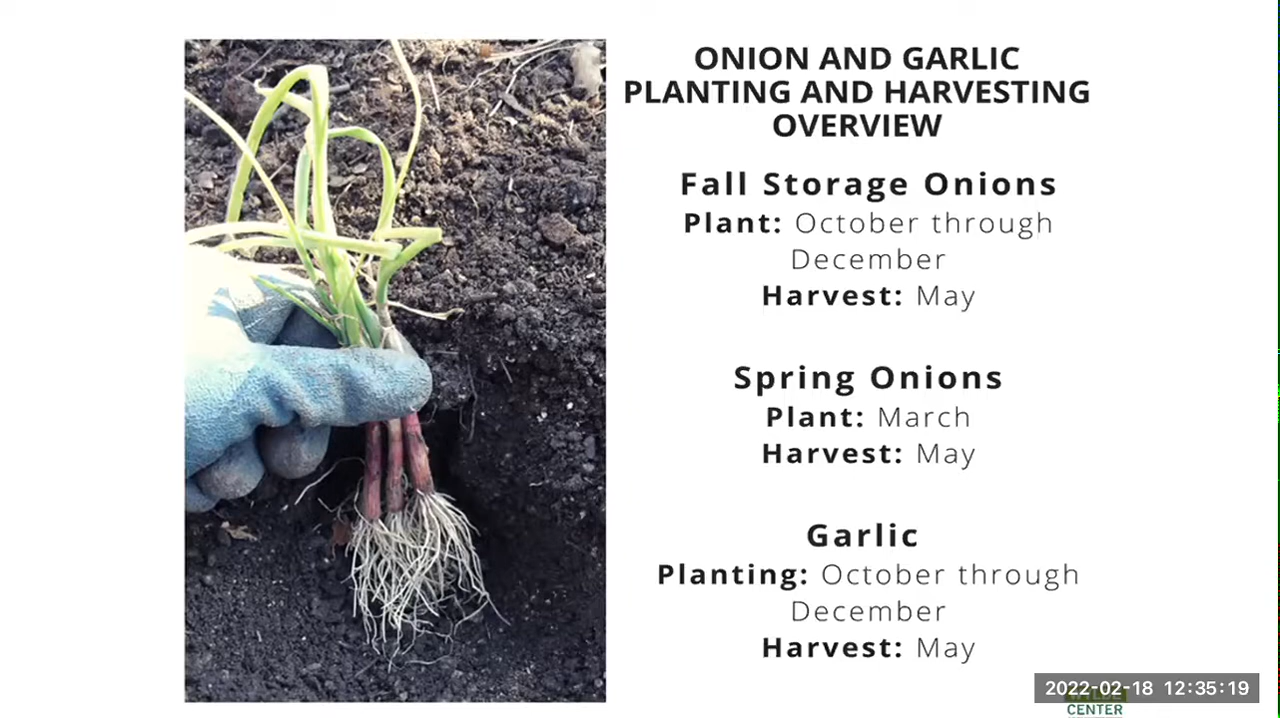 ONION AND GARLIC
PLANTING AND HARVESTING
OVERVIEW
Fall Storage Onions
Plant: October through
December
Harvest: May
Spring Onions
Plant: March
Harvest: May
Garlic
Planting: October through
December
Harvest: May
2022-02-18 12:35:19
CENTER